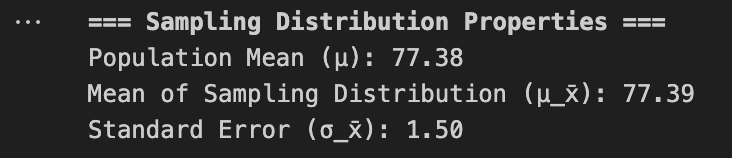 === Sampling Distribution Properties ===
Population Mean (μ): 77.38
Mean of Sampling Distribution (μ_x̄): 77.39
Standard Error (σ_x̄): 1.50